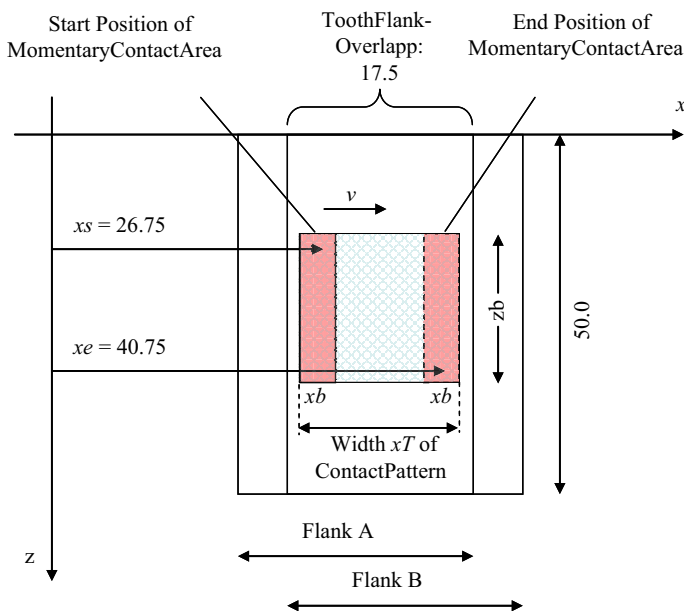 Start Position of
MomentaryContactArea
ToothFlank-
Overlapp:
17.5
End Position of
MomentaryContactArea
x
v
xs = 26.75
xe = 40.75
zb
50.0
xb
xb
Width xT of
ContactPattern
Flank A
z
Flank B